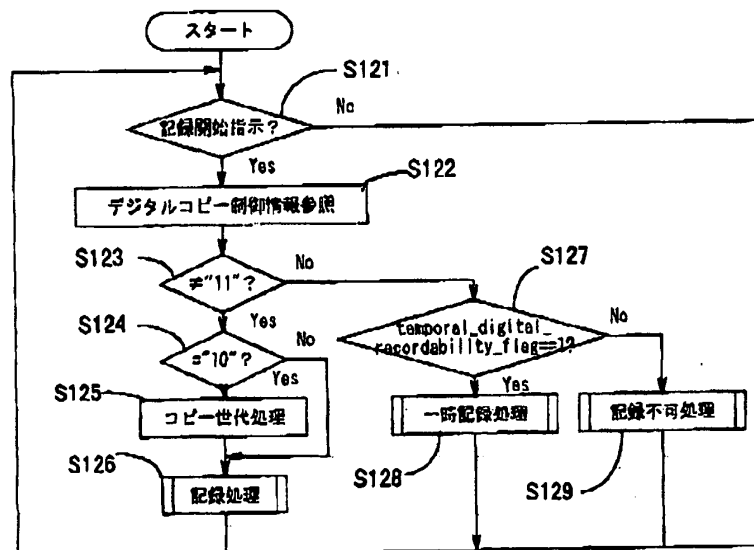 スタート
S121
No
記録開始指示?
Yes
S122
デジタルコピー制御情報参照
S123
No
≠"11"?
S127
Yes
S124
No
="10"?
Yes
temporal_digital_
recordability_flag==1?
No
Yes
S125
コピー世代処理
一時記録処理
記録不可処理
S126
記録処理
S128
S129